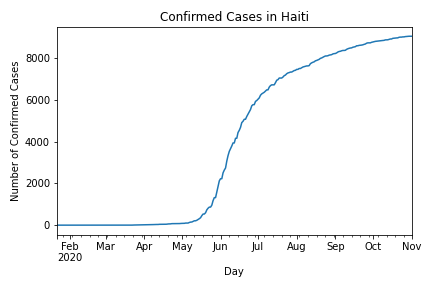 Confirmed Cases in Haiti
Number of Confirmed Cases
8000
6000
4000
2000
0
Feb Mar Apr May Jun Jul Aug Sep Oct Nov
2020
Day